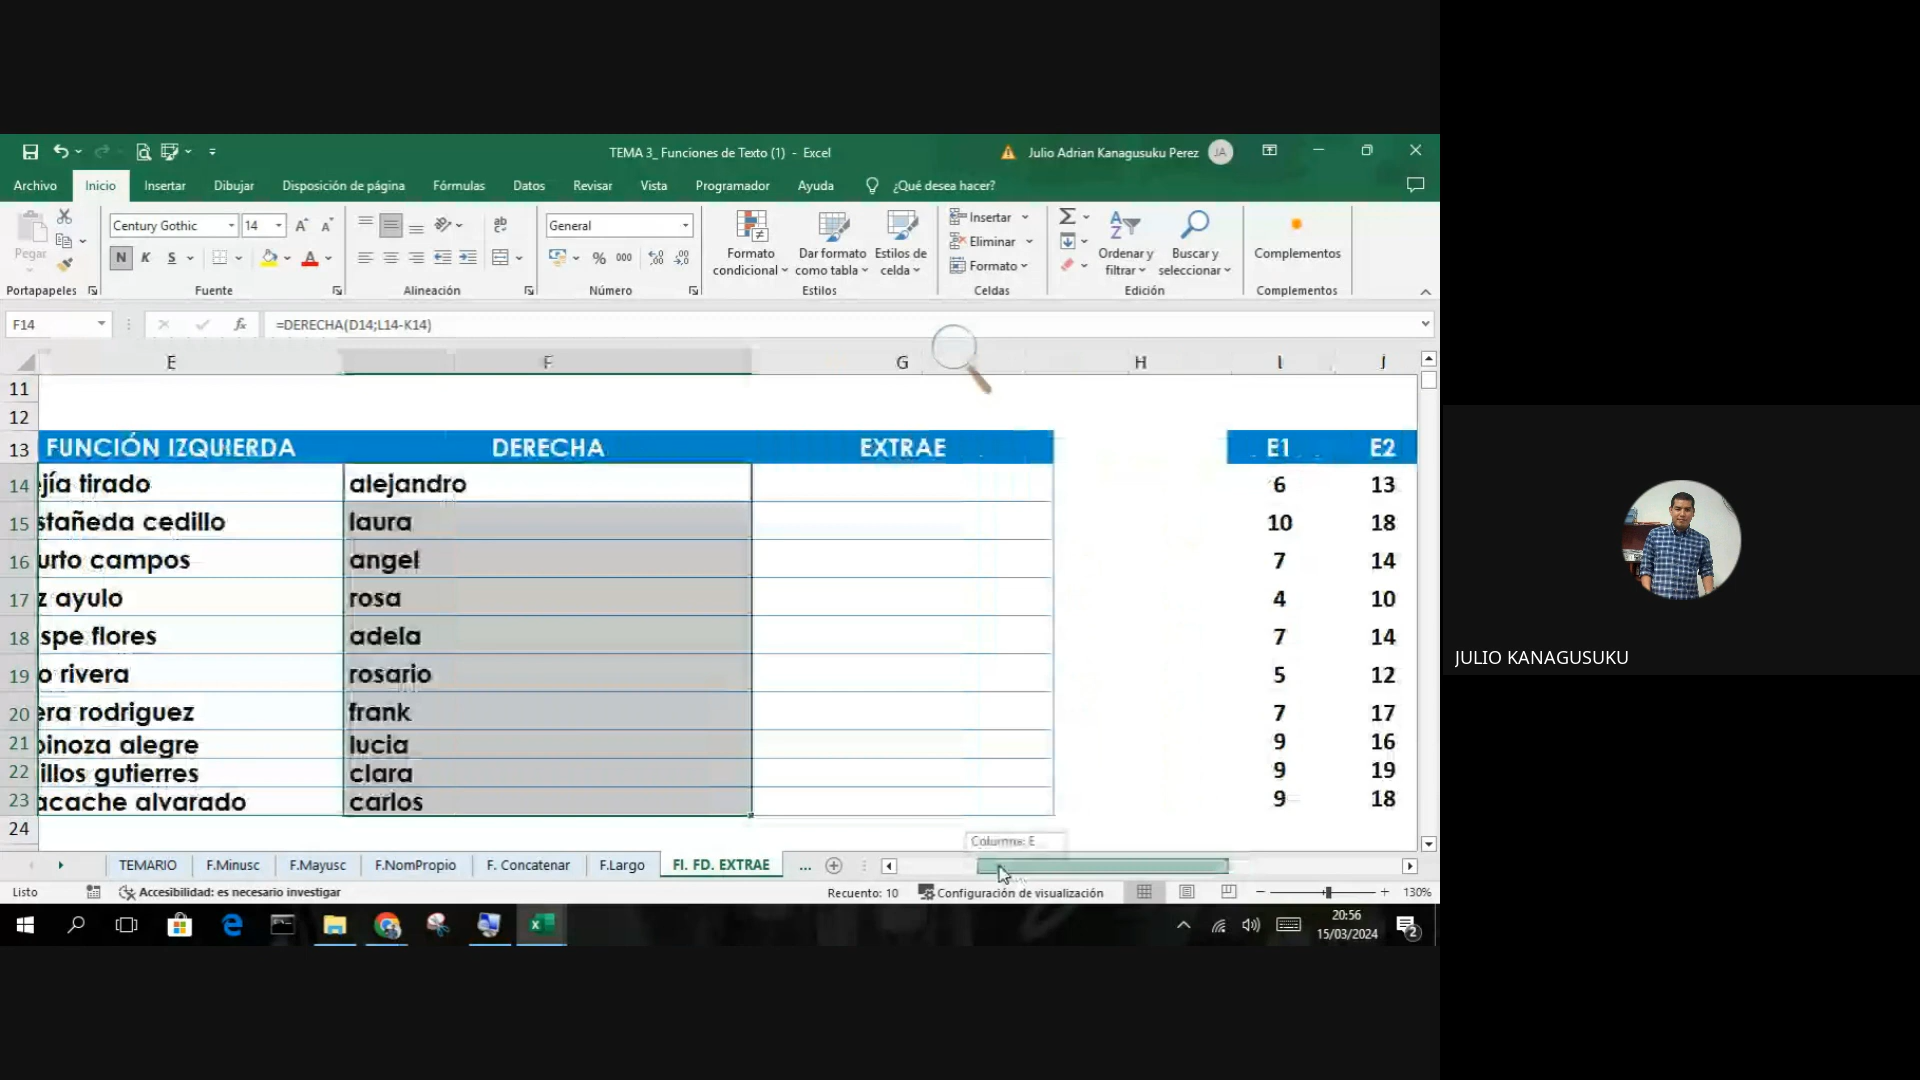 TEMA 3_ Funciones de Texto (1) - Excel
Julio Adrian Kanagusuku Perez
JA
Archivo
Inicio
Insertar
Dibujar
Disposición de página
Fórmulas
Datos
Revisar
Vista
Programador
Ayuda
¿Qué desea hacer?
Pegar
Century Gothic
14
N K S
General
% 000
Formato condicional
Dar formato como tabla
Estilos de celda
Insertar
Eliminar
Formato
Ordenar y filtrar
Buscar y seleccionar
Complementos
Portapapeles
Fuente
Alineación
Número
Estilos
Celdas
Edición
Complementos
F14
fx
=DERECHA(D14;L14-K14)
E F G H I J
11
12
13 FUNCIÓN IZQUIERDA DERECHA EXTRAE E1 E2
14 ejía tirado alejandro 6 13
15 stañeda cedillo laura 10 18
16 urto campos angel 7 14
17 z ayulo rosa 4 10
18 spe flores adela 7 14
19 o rivera rosario 5 12
20 era rodriguez frank 7 17
21 pinoza alegre lucia 9 16
22 illos gutierres clara 9 19
23 acache alvarado carlos 9 18
24
Columna: E
TEMARIO
F.Minusc
F.Mayusc
F.NomPropio
F. Concatenar
F.Largo
FI. FD. EXTRAE
...
Listo
Accesibilidad: es necesario investigar
Recuento: 10
Configuración de visualización
130%
20:56
15/03/2024
2
JULIO KANAGUSUKU